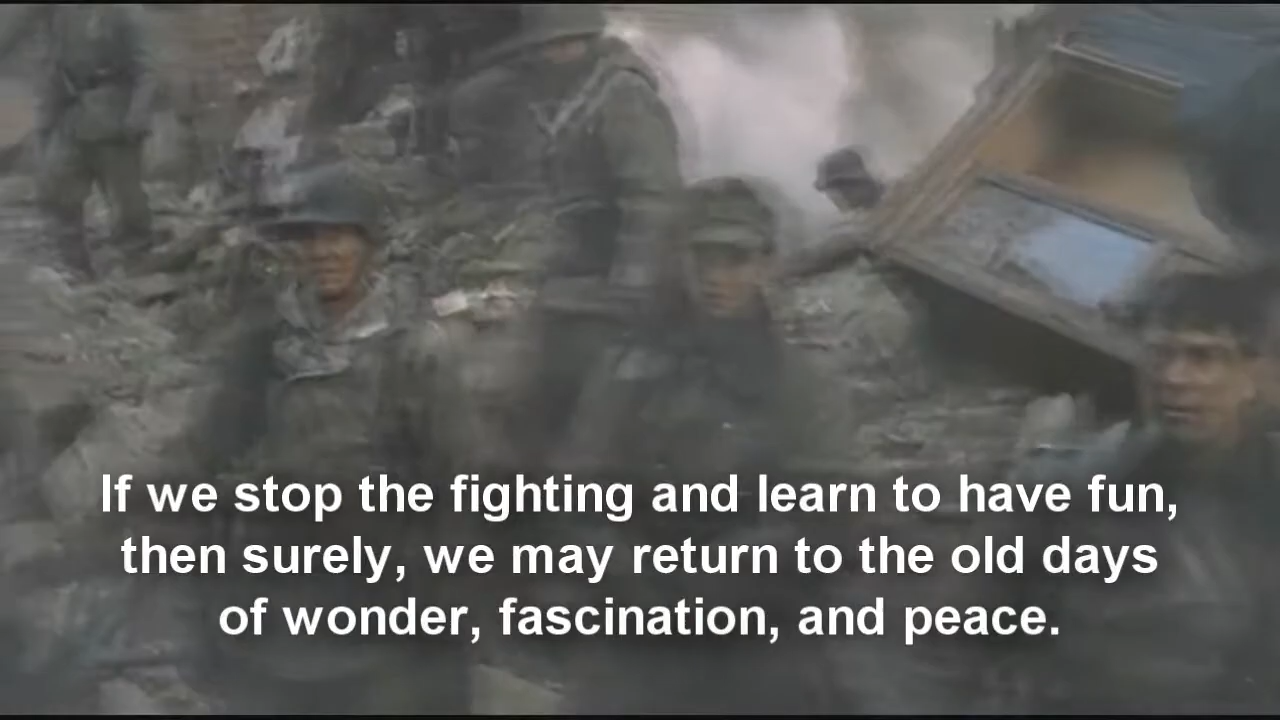 If we stop the fighting and learn to have fun,
then surely, we may return to the old days
of wonder, fascination, and peace.